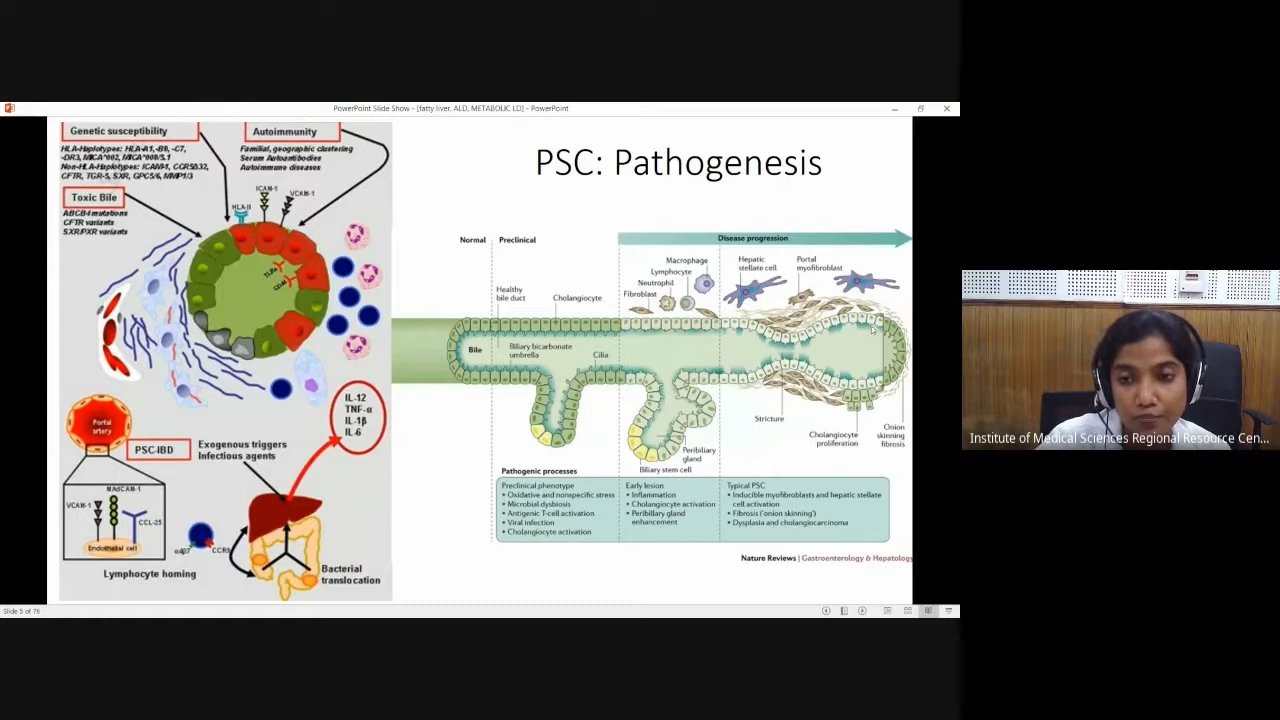 PowerPoint Slide Show - [fatty liver, ALD, METABOLIC LD] - PowerPoint
PSC: Pathogenesis
Genetic susceptibility
HLA-Haplotypes: HLA-A1, -B8, -C7,
-DR3, MICA*002, MICA*008/5.1
Non-HLA-Haplotypes: ICAM-1, CCR5Δ32,
CFTR, TGR-5, SXR, GPC5/6, MMP1/3
Autoimmunity
Familial, geographic clustering
Serum Autoantibodies
Autoimmune diseases
Toxic Bile
ABCB4 mutations
CFTR variants
SXR/PXR variants
HLA-II
ICAM-1
VCAM-1
TLRs
CD14
IL-12
TNF-α
IL-1β
IL-6
Portal
artery
PSC-IBD
Exogenous triggers
Infectious agents
VCAM-1
MAdCAM-1
CCL-25
Endothelial cell
α4β7
CCR9
Lymphocyte homing
Bacterial
translocation
Normal
Preclinical
Disease progression
Healthy
bile duct
Cholangiocyte
Fibroblast
Neutrophil
Lymphocyte
Macrophage
Hepatic
stellate cell
Portal
myofibroblast
Bile
Biliary bicarbonate
umbrella
Cilia
Peribiliary
gland
Biliary stem cell
Stricture
Cholangiocyte
proliferation
Onion
skinning
fibrosis
Pathogenic processes
Preclinical phenotype
• Oxidative and nonspecific stress
• Microbial dysbiosis
• Antigenic T-cell activation
• Viral infection
• Cholangiocyte activation
Early lesion
• Inflammation
• Cholangiocyte activation
• Peribiliary gland
enhancement
Typical PSC
• Inducible myofibroblasts and hepatic stellate
cell activation
• Fibrosis ('onion skinning')
• Dysplasia and cholangiocarcinoma
Nature Reviews | Gastroenterology & Hepatology
Slide 5 of 76
Institute of Medical Sciences Regional Resource Cen...